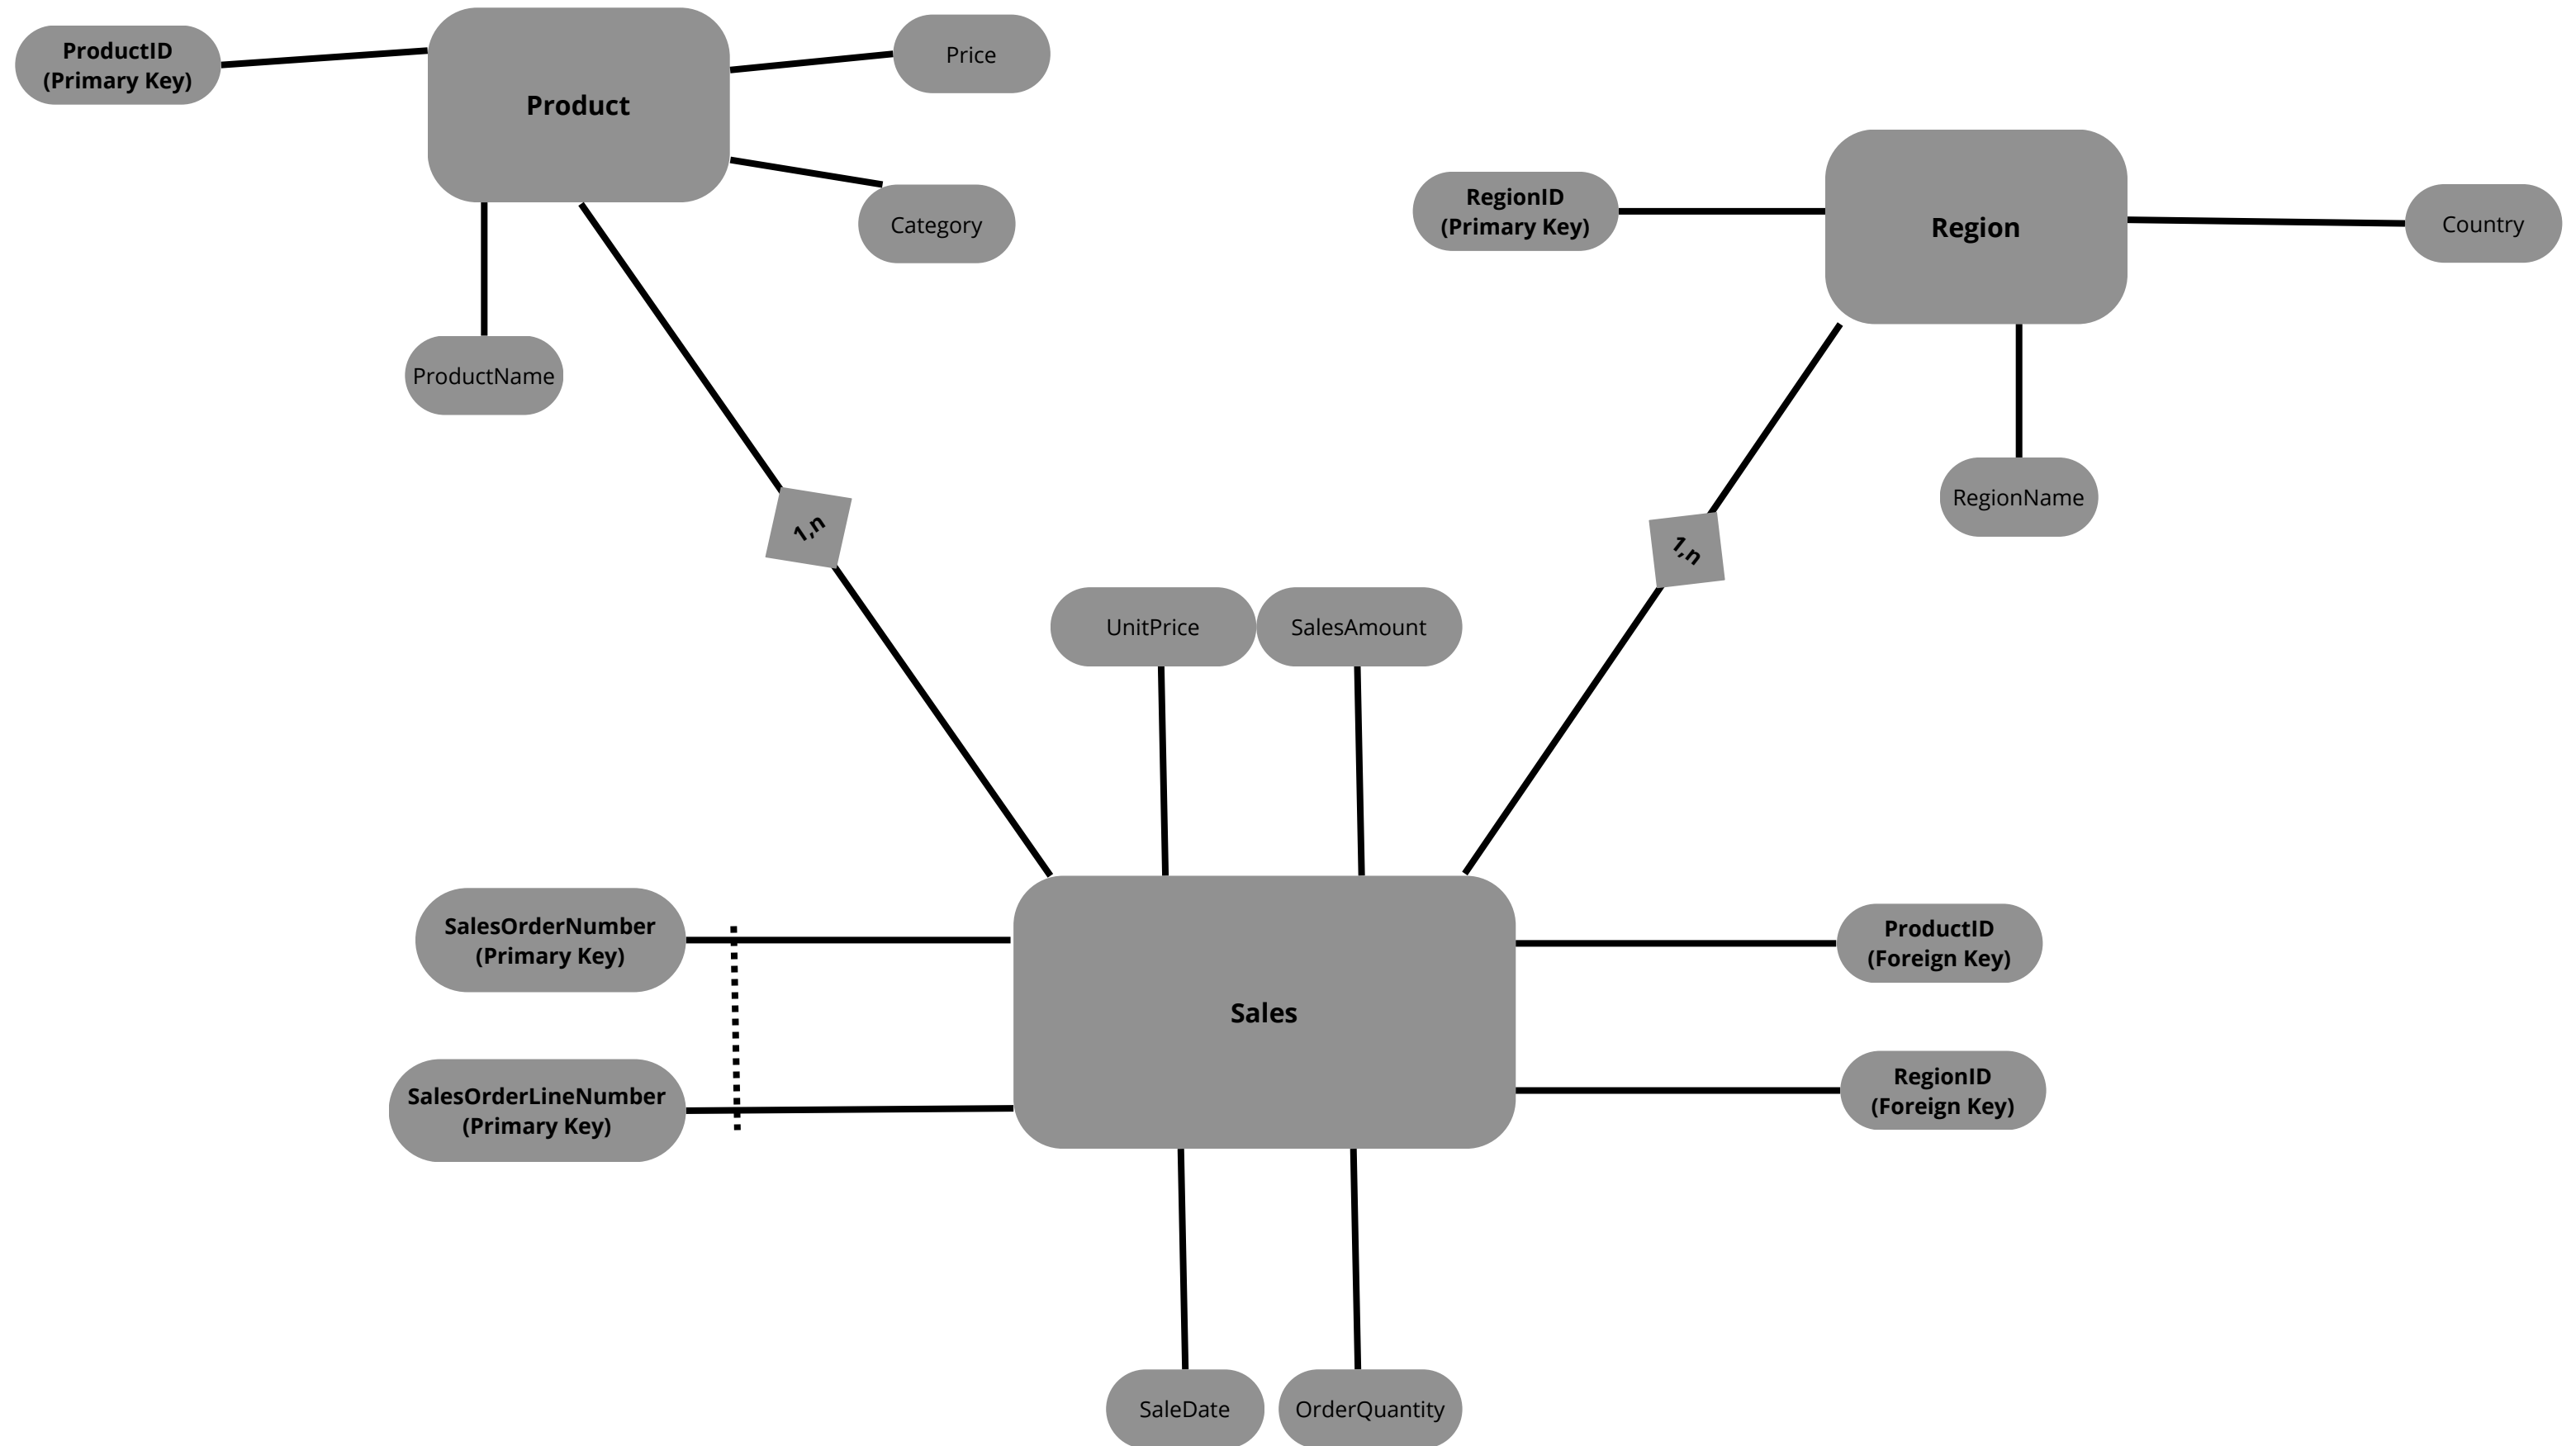 ProductID
(Primary Key)
Product
Price
Category
ProductName
RegionID
(Primary Key)
Region
Country
RegionName
1,n
1,n
UnitPrice
SalesAmount
SalesOrderNumber
(Primary Key)
SalesOrderLineNumber
(Primary Key)
Sales
ProductID
(Foreign Key)
RegionID
(Foreign Key)
SaleDate
OrderQuantity